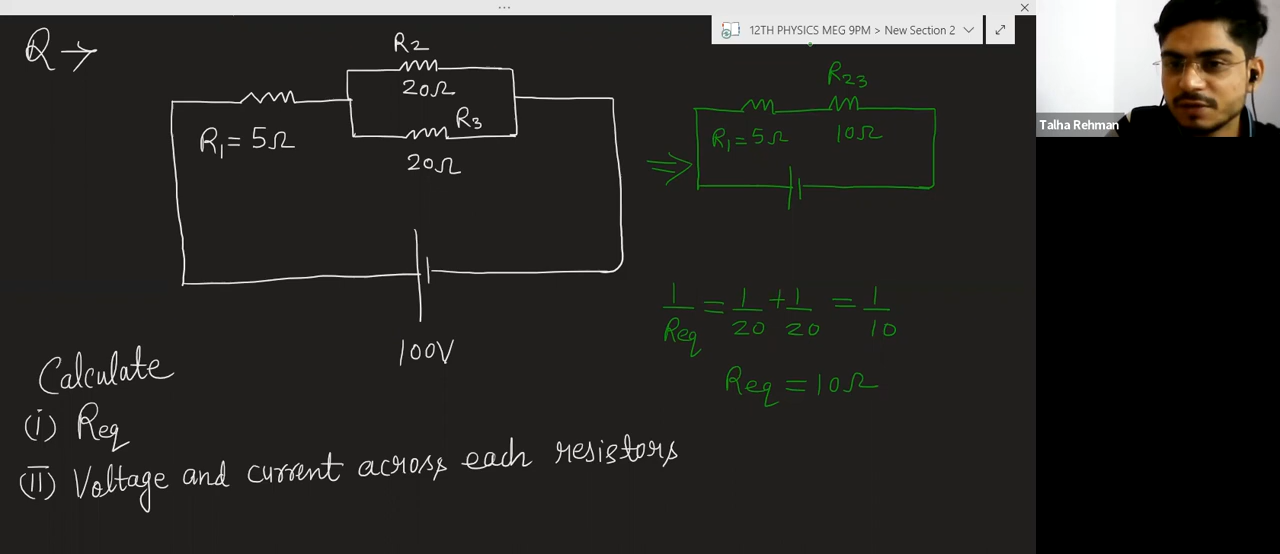 12TH PHYSICS MEG 9PM > New Section 2
Talha Rehman
Q →
R2
20Ω
R3
20Ω
R₁ = 5Ω
100V
Calculate
(i) Req
(II) Voltage and current across each resistors
R23
R₁ = 5Ω
10Ω
⇒
1/Req = 1/20 + 1/20 = 1/10
Req = 10Ω